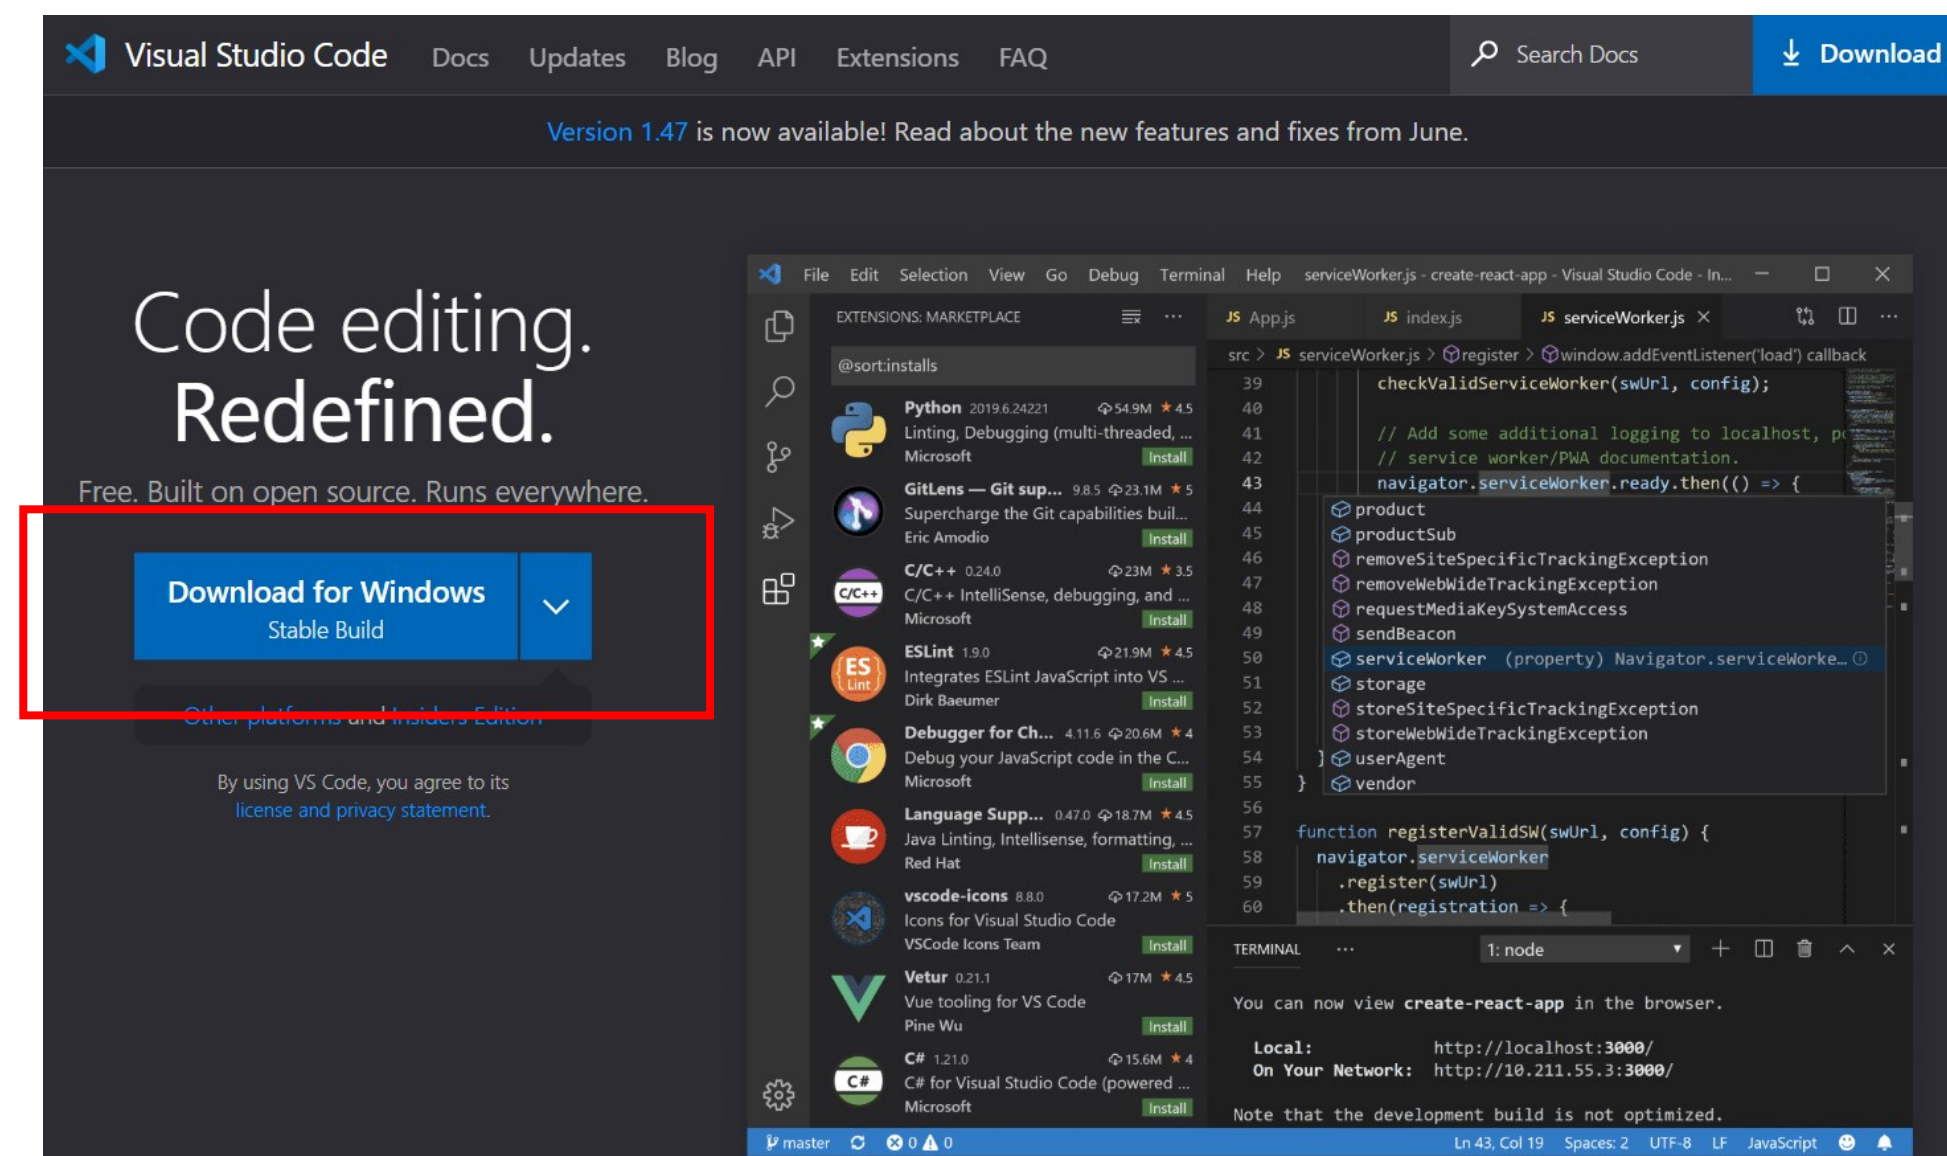 Visual Studio Code Docs Updates Blog API Extensions FAQ Search Docs Download
Version 1.47 is now available! Read about the new features and fixes from June.
Code editing.
Redefined.
Free. Built on open source. Runs everywhere.
Download for Windows
Stable Build
Other platforms and Insiders Edition
By using VS Code, you agree to its
license and privacy statement.
File Edit Selection View Go Debug Terminal Help serviceWorker.js - create-react-app - Visual Studio Code - In...
EXTENSIONS: MARKETPLACE
@sort:installs
Python 2019.6.24221 54.9M 4.5
Linting, Debugging (multi-threaded, ...
Microsoft Install
GitLens — Git sup... 9.8.5 23.1M 5
Supercharge the Git capabilities buil...
Eric Amodio Install
C/C++
C/C++ 0.24.0 23M 3.5
C/C++ IntelliSense, debugging, and ...
Microsoft Install
ES
Lint
ESLint 1.9.0 21.9M 4.5
Integrates ESLint JavaScript into VS ...
Dirk Baeumer Install
Debugger for Ch... 4.11.6 20.6M 4
Debug your JavaScript code in the C...
Microsoft Install
Language Supp... 0.47.0 18.7M 4.5
Java Linting, Intellisense, formatting, ...
Red Hat Install
vscode-icons 8.8.0 17.2M 5
Icons for Visual Studio Code
VSCode Icons Team Install
Vetur 0.21.1 17M 4.5
Vue tooling for VS Code
Pine Wu Install
C#
C# 1.21.0 15.6M 4
C# for Visual Studio Code (powered ...
Microsoft Install
JS App.js JS index.js JS serviceWorker.js
src > JS serviceWorker.js > register > window.addEventListener('load') callback
39 checkValidServiceWorker(swUrl, config);
40
41 // Add some additional logging to localhost, p
42 // service worker/PWA documentation.
43 navigator.serviceWorker.ready.then(() => {
44 product
45 productSub
46 removeSiteSpecificTrackingException
47 removeWebWideTrackingException
48 requestMediaKeySystemAccess
49 sendBeacon
50 serviceWorker (property) Navigator.serviceWorke...
51 storage
52 storeSiteSpecificTrackingException
53 storeWebWideTrackingException
54 } userAgent
55 } vendor
56
57 function registerValidSW(swUrl, config) {
58 navigator.serviceWorker
59 .register(swUrl)
60 .then(registration => {
TERMINAL ... 1: node
You can now view create-react-app in the browser.
Local: http://localhost:3000/
On Your Network: http://10.211.55.3:3000/
Note that the development build is not optimized.
master 0 0 Ln 43, Col 19 Spaces: 2 UTF-8 LF JavaScript